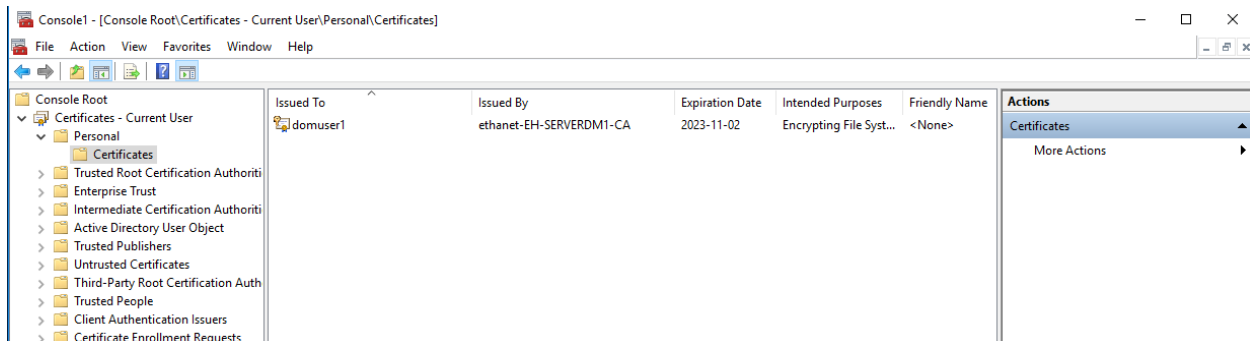 Console1 - [Console Root\Certificates - Current User\Personal\Certificates]
File Action View Favorites Window Help
Console Root
Certificates - Current User
Personal
Certificates
Trusted Root Certification Authoriti
Enterprise Trust
Intermediate Certification Authoriti
Active Directory User Object
Trusted Publishers
Untrusted Certificates
Third-Party Root Certification Auth
Trusted People
Client Authentication Issuers
Certificate Enrollment Requests
Issued To Issued By Expiration Date Intended Purposes Friendly Name
domuser1 ethanet-EH-SERVERDM1-CA 2023-11-02 Encrypting File Syst... <None>
Actions
Certificates
More Actions